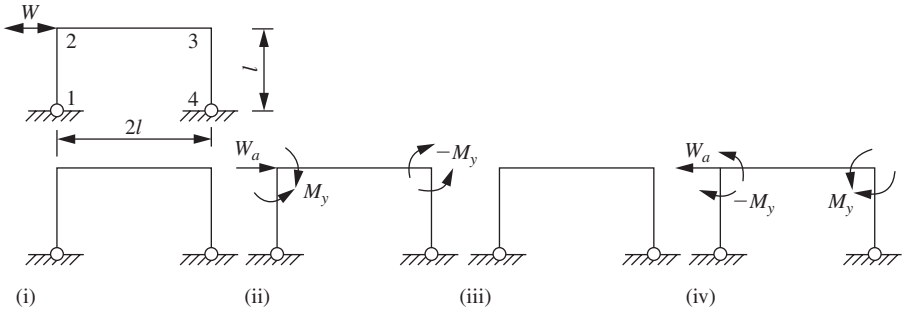 W
2 3
l
1 4
2l
W_a -M_y W_a
M_y -M_y M_y
(i) (ii) (iii) (iv)